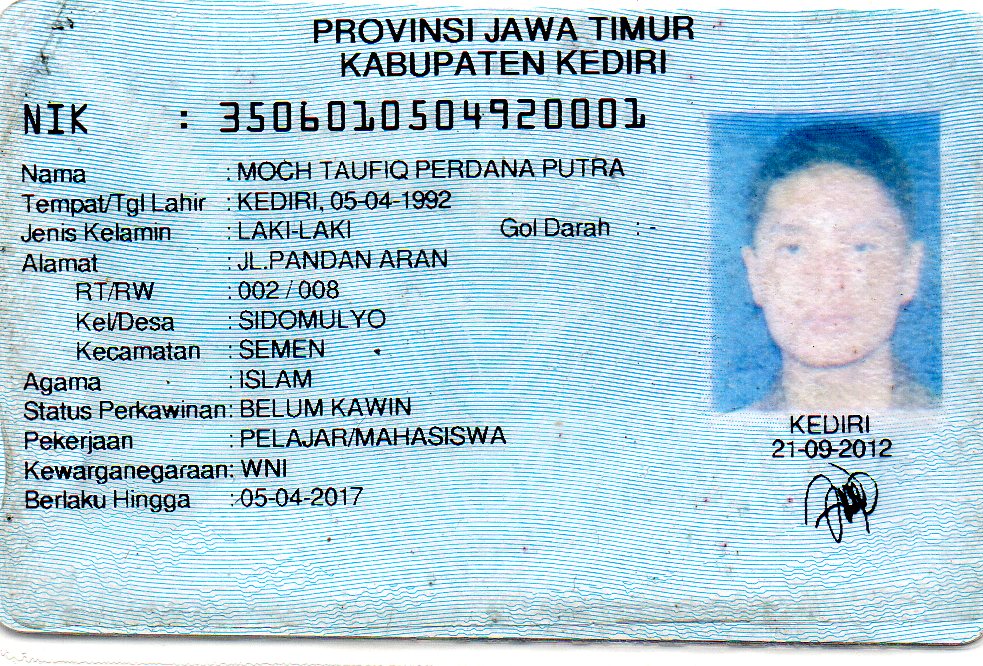 PROVINSI JAWA TIMUR
KABUPATEN KEDIRI
NIK : 3506010504920001
Nama : MOCH TAUFIQ PERDANA PUTRA
Tempat/Tgl Lahir : KEDIRI, 05-04-1992
Jenis Kelamin : LAKI-LAKI Gol Darah : -
Alamat : JL.PANDAN ARAN
RT/RW : 002 / 008
Kel/Desa : SIDOMULYO
Kecamatan : SEMEN
Agama : ISLAM
Status Perkawinan: BELUM KAWIN
Pekerjaan : PELAJAR/MAHASISWA
Kewarganegaraan: WNI
Berlaku Hingga : 05-04-2017
KEDIRI
21-09-2012